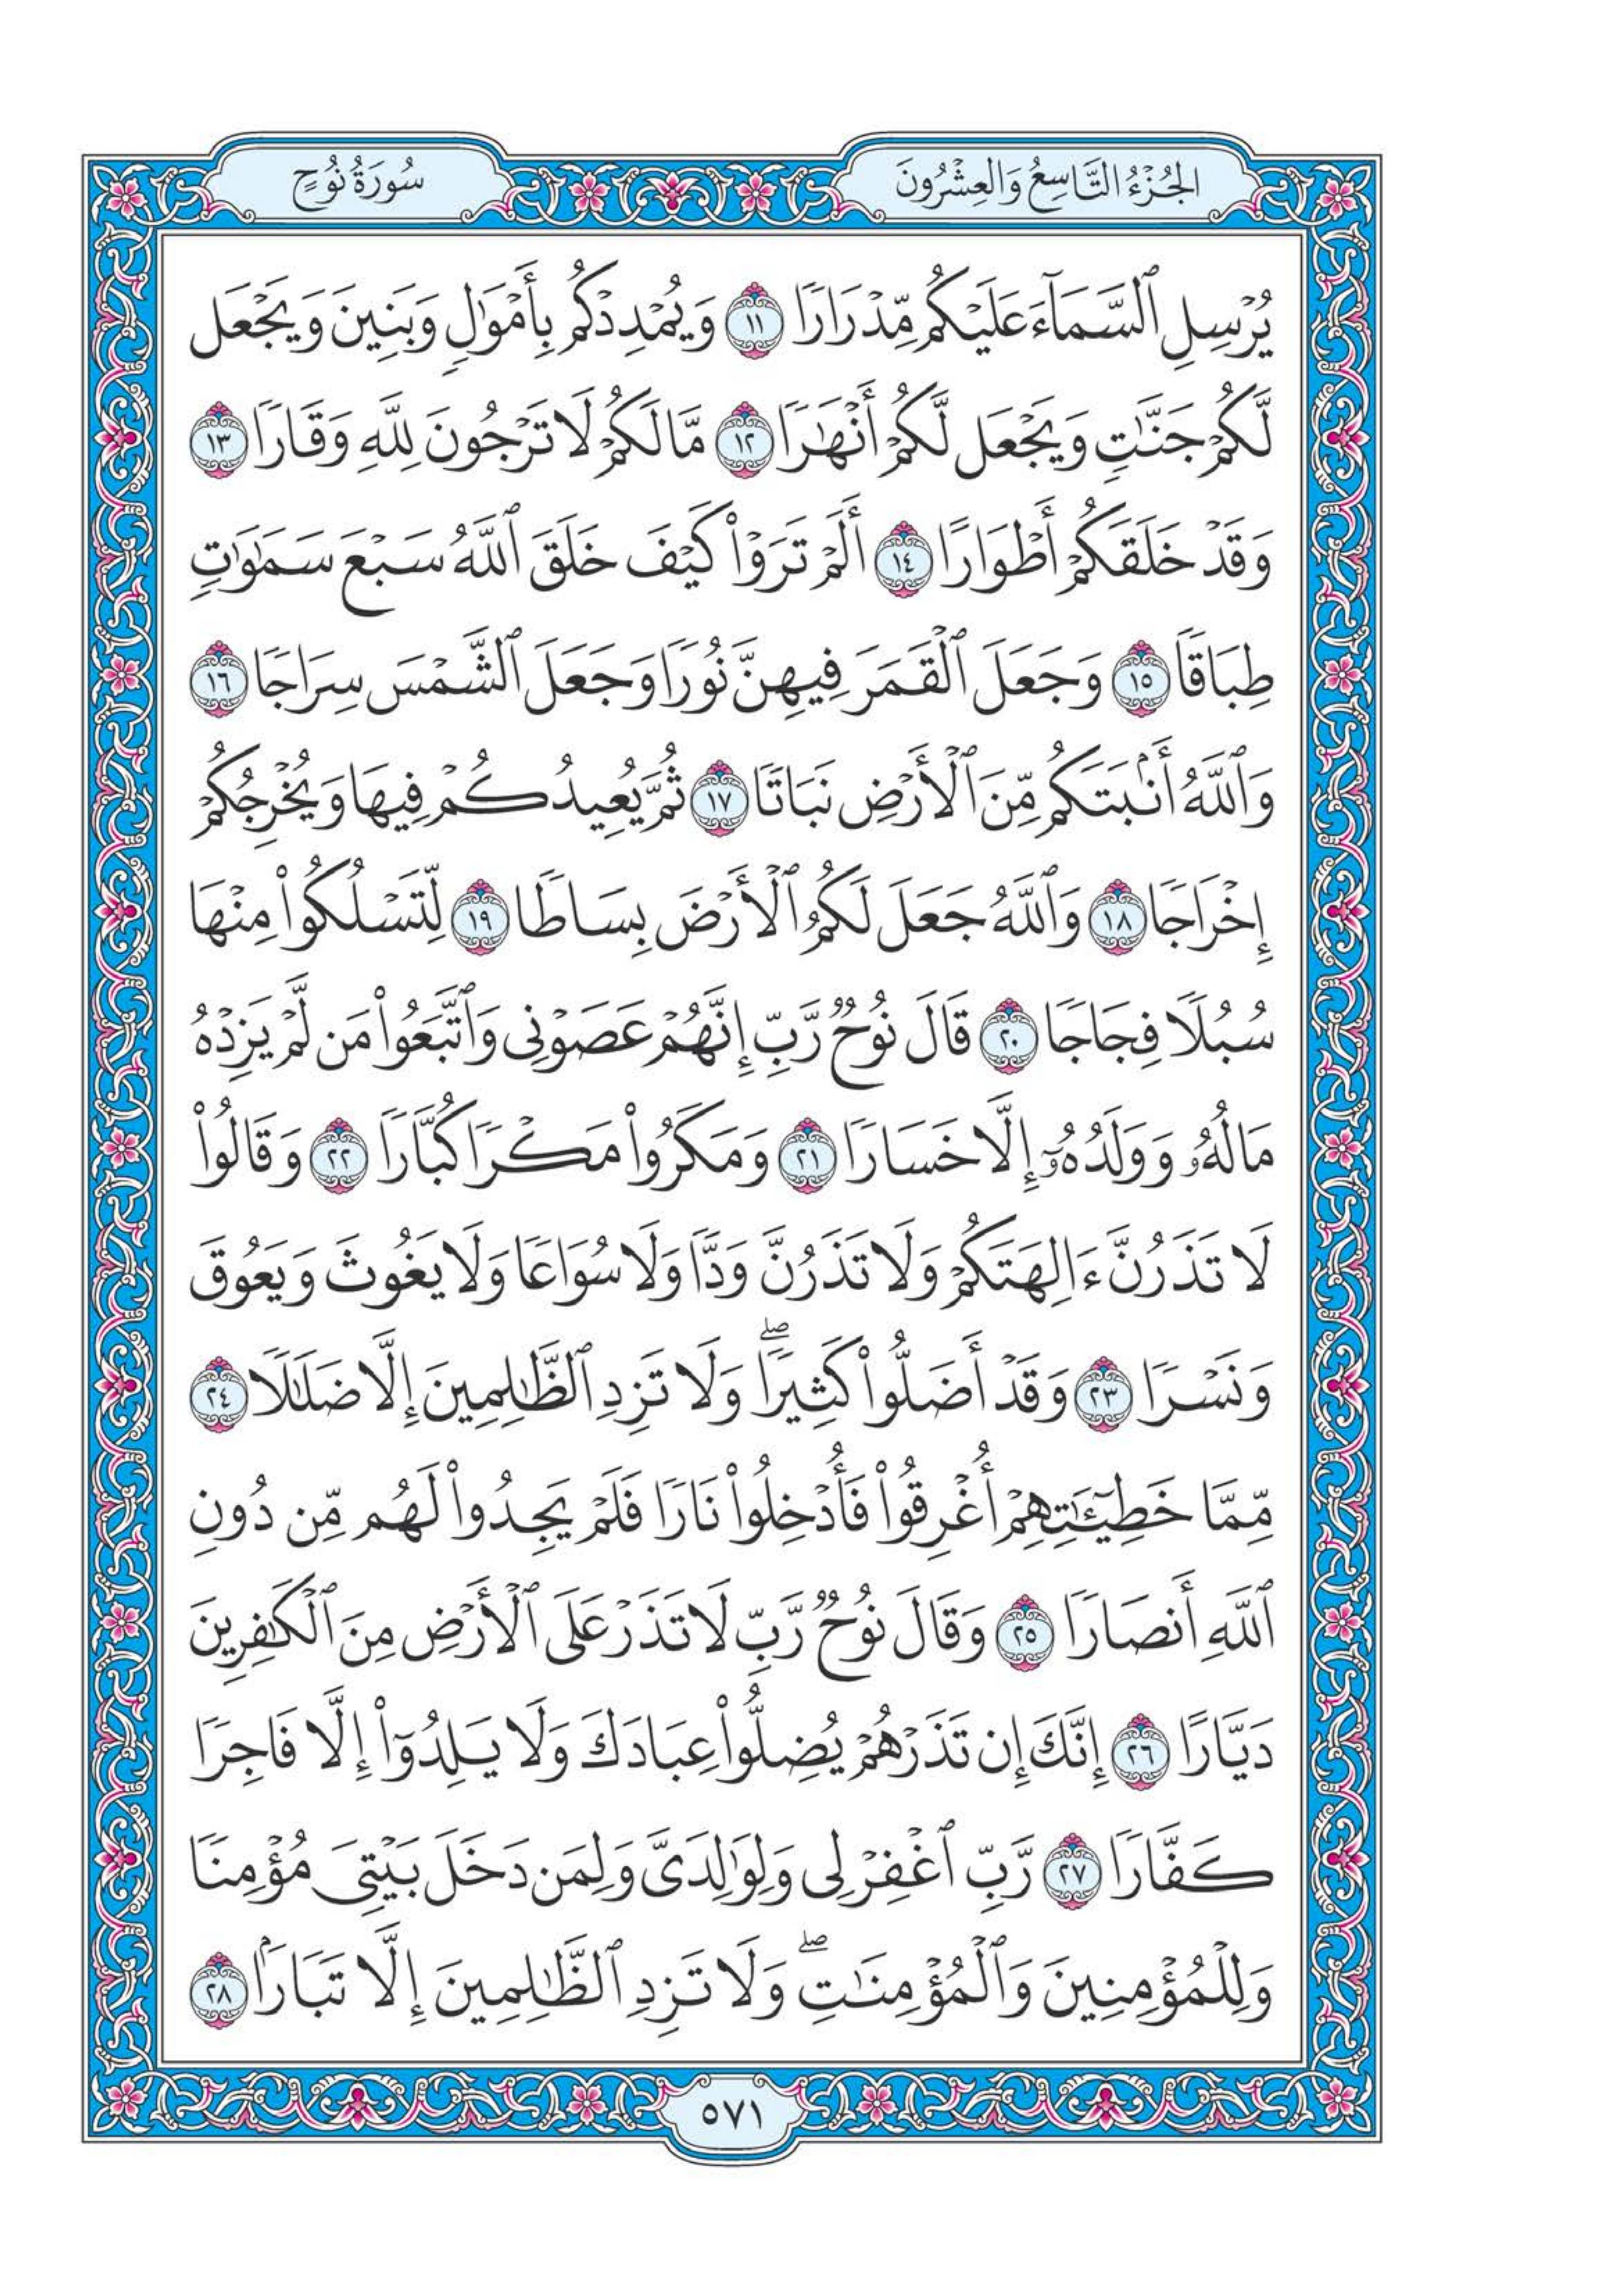 الجُزْءُ التَّاسِعُ وَالعِشْرُونَ
سُورَةُ نُوحٍ
يُرْسِلِ ٱلسَّمَآءَ عَلَيْكُم مِّدْرَارًا ١١ وَيُمْدِدْكُم بِأَمْوَٰلٍ وَبَنِينَ وَيَجْعَل
لَّكُمْ جَنَّٰتٍ وَيَجْعَل لَّكُمْ أَنْهَٰرًا ١٢ مَّا لَكُمْ لَا تَرْجُونَ لِلَّهِ وَقَارًا ١٣
وَقَدْ خَلَقَكُمْ أَطْوَارًا ١٤ أَلَمْ تَرَوْا۟ كَيْفَ خَلَقَ ٱللَّهُ سَبْعَ سَمَٰوَٰتٍ
طِبَاقًا ١٥ وَجَعَلَ ٱلْقَمَرَ فِيهِنَّ نُورًا وَجَعَلَ ٱلشَّمْسَ سِرَاجًا ١٦
وَٱللَّهُ أَنۢبَتَكُم مِّنَ ٱلْأَرْضِ نَبَاتًا ١٧ ثُمَّ يُعِيدُكُمْ فِيهَا وَيُخْرِجُكُمْ
إِخْرَاجًا ١٨ وَٱللَّهُ جَعَلَ لَكُمُ ٱلْأَرْضَ بِسَاطًا ١٩ لِّتَسْلُكُوا۟ مِنْهَا
سُبُلًا فِجَاجًا ٢٠ قَالَ نُوحٌ رَّبِّ إِنَّهُمْ عَصَوْنِى وَٱتَّبَعُوا۟ مَن لَّمْ يَزِدْهُ
مَالُهُۥ وَوَلَدُهُۥٓ إِلَّا خَسَارًا ٢١ وَمَكَرُوا۟ مَكْرًا كُبَّارًا ٢٢ وَقَالُوا۟
لَا تَذَرُنَّ ءَالِهَتَكُمْ وَلَا تَذَرُنَّ وَدًّا وَلَا سُوَاعًا وَلَا يَغُوثَ وَيَعُوقَ
وَنَسْرًا ٢٣ وَقَدْ أَضَلُّوا۟ كَثِيرًا ۖ وَلَا تَزِدِ ٱلظَّٰلِمِينَ إِلَّا ضَلَٰلًا ٢٤
مِّمَّا خَطِيٓـَٰٔتِهِمْ أُغْرِقُوا۟ فَأُدْخِلُوا۟ نَارًا فَلَمْ يَجِدُوا۟ لَهُم مِّن دُونِ
ٱللَّهِ أَنصَارًا ٢٥ وَقَالَ نُوحٌ رَّبِّ لَا تَذَرْ عَلَى ٱلْأَرْضِ مِنَ ٱلْكَٰفِرِينَ
دَيَّارًا ٢٦ إِنَّكَ إِن تَذَرْهُمْ يُضِلُّوا۟ عِبَادَكَ وَلَا يَلِدُوٓا۟ إِلَّا فَاجِرًا
كَفَّارًا ٢٧ رَّبِّ ٱغْفِرْ لِى وَلِوَٰلِدَىَّ وَلِمَن دَخَلَ بَيْتِىَ مُؤْمِنًا
وَلِلْمُؤْمِنِينَ وَٱلْمُؤْمِنَٰتِ ۖ وَلَا تَزِدِ ٱلظَّٰلِمِينَ إِلَّا تَبَارًۢا ٢٨
٥٧١